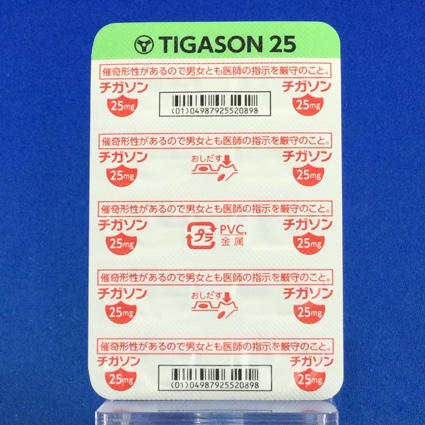 TIGASON 25
催奇形性があるので男女とも医師の指示を厳守のこと。
チガソン チガソン
25mg 25mg
(01)04987925520898
催奇形性があるので男女とも医師の指示を厳守のこと。
チガソン おしだす チガソン
25mg 25mg
催奇形性があるので男女とも医師の指示を厳守のこと。
チガソン プラ PVC, チガソン
25mg 金属 25mg
催奇形性があるので男女とも医師の指示を厳守のこと。
チガソン おしだす チガソン
25mg 25mg
催奇形性があるので男女とも医師の指示を厳守のこと。
チガソン チガソン
25mg 25mg
(01)04987925520898